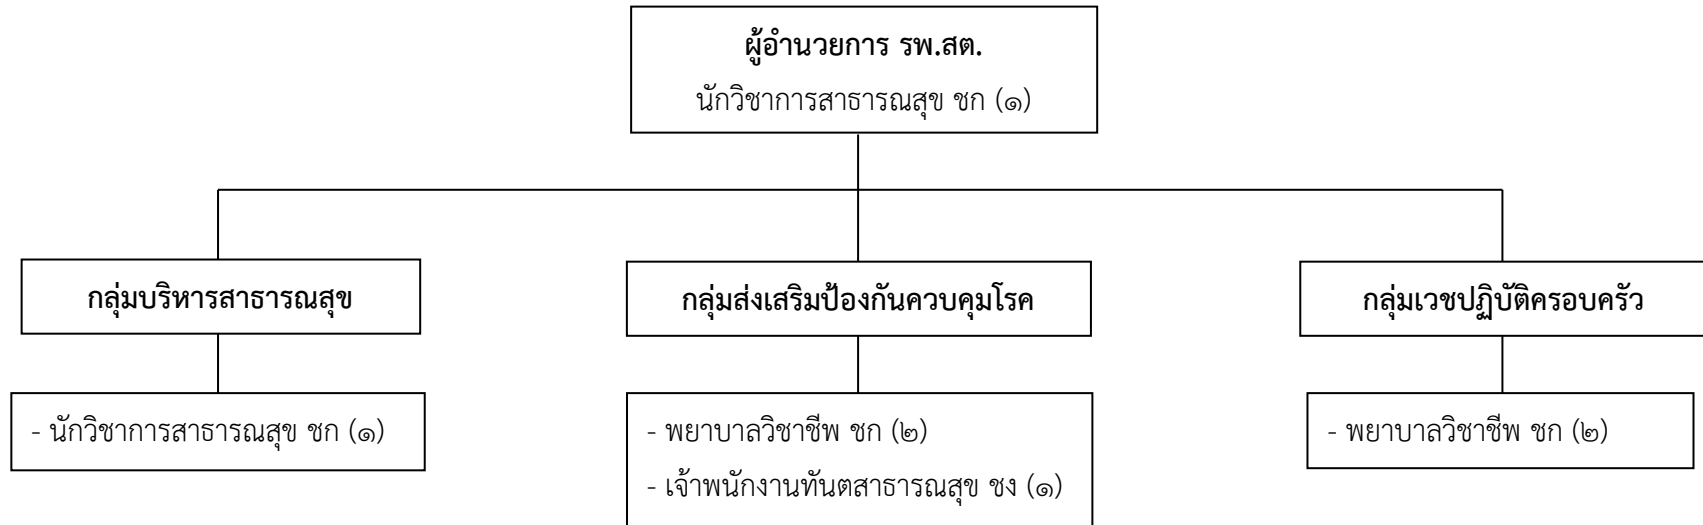 ผู้อำนวยการ รพ.สต.
นักวิชาการสาธารณสุข ชก (๑)
กลุ่มบริหารสาธารณสุข
- นักวิชาการสาธารณสุข ชก (๑)
กลุ่มส่งเสริมป้องกันควบคุมโรค
- พยาบาลวิชาชีพ ชก (๒)
- เจ้าพนักงานทันตสาธารณสุข ชง (๑)
กลุ่มเวชปฏิบัติครอบครัว
- พยาบาลวิชาชีพ ชก (๒)